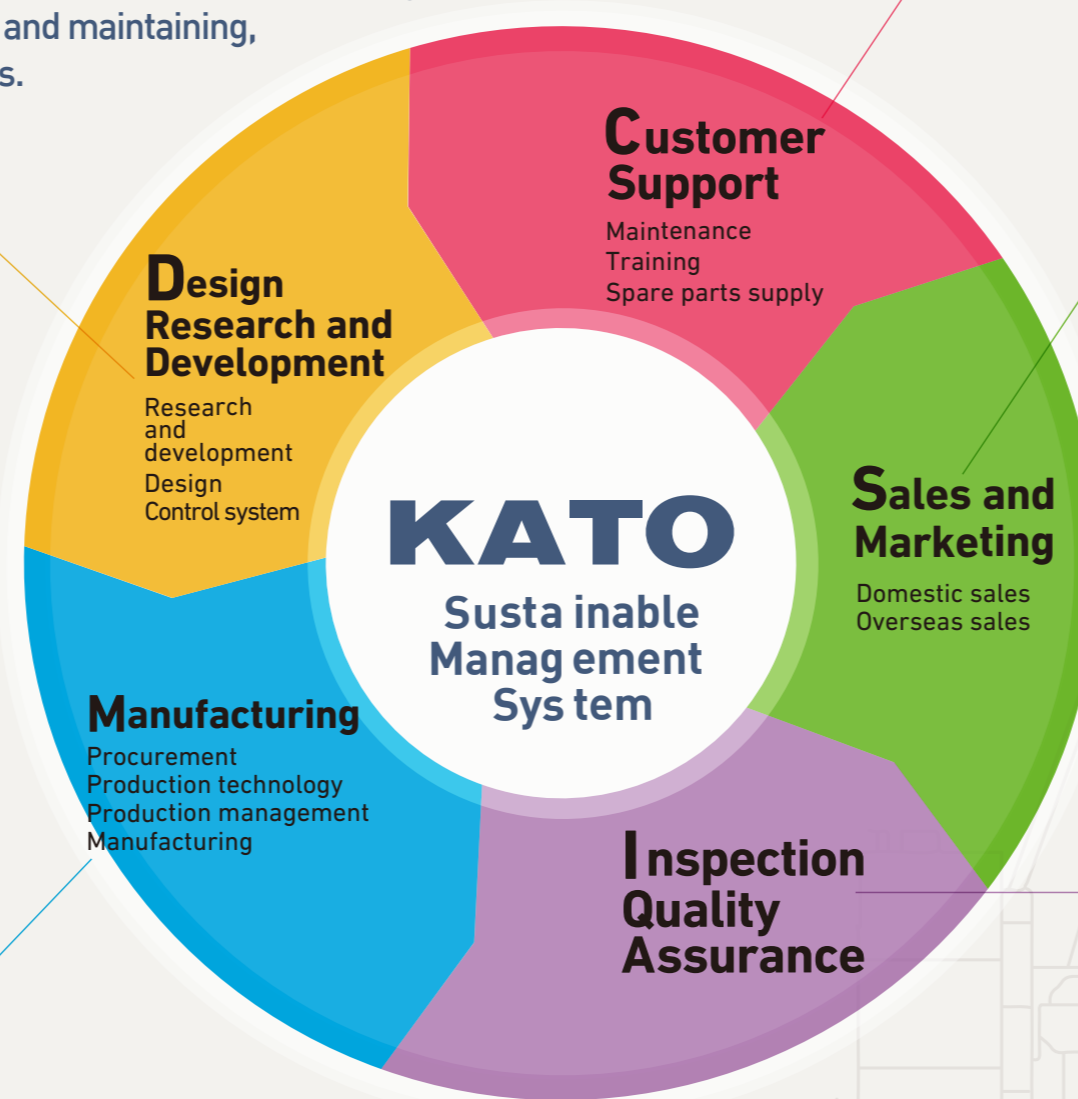 and maintaining,
s.
Customer
Support
Maintenance
Training
Spare parts supply
Design
Research and
Development
Research
and
development
Design
Control system
Sales and
Marketing
Domestic sales
Overseas sales
KATO
Susta inable
Manag ement
Sys tem
Manufacturing
Procurement
Production technology
Production management
Manufacturing
Inspection
Quality
Assurance